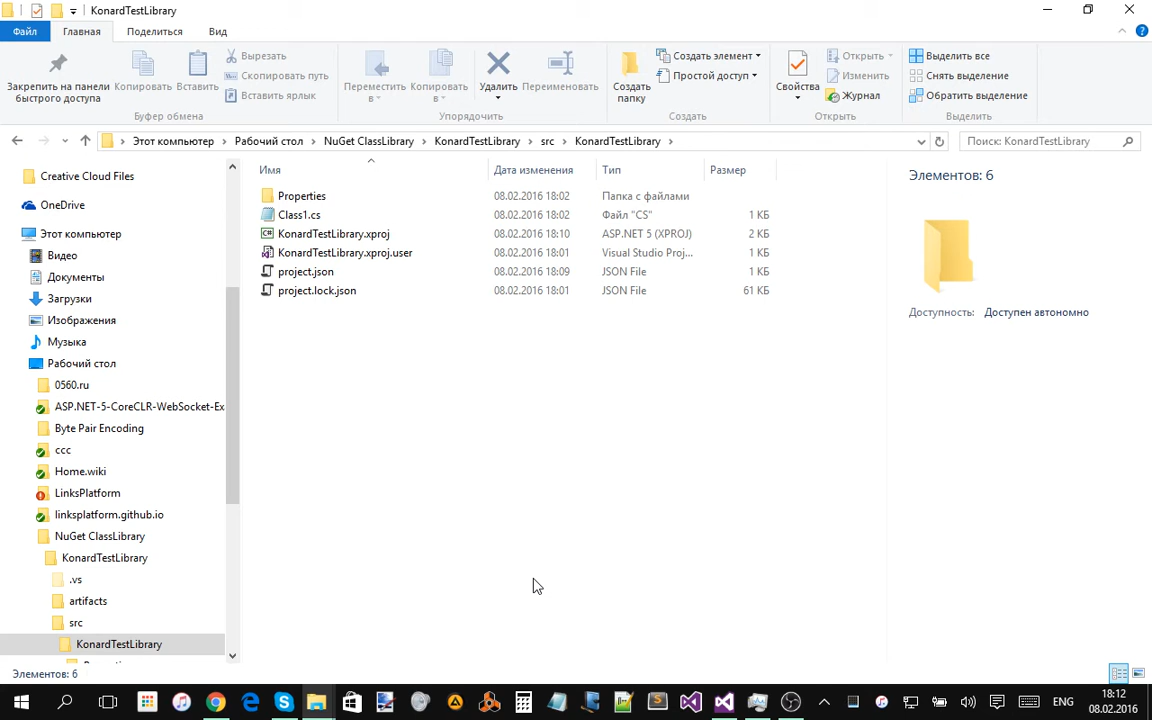 KonardTestLibrary
Файл Главная Поделиться Вид
Закрепить на панели быстрого доступа
Копировать
Вставить
Вырезать
Скопировать путь
Вставить ярлык
Буфер обмена
Переместить в
Копировать в
Удалить
Переименовать
Упорядочить
Создать папку
Создать элемент
Простой доступ
Создать
Свойства
Открыть
Изменить
Журнал
Открыть
Выделить все
Снять выделение
Обратить выделение
Выделить
Этот компьютер Рабочий стол NuGet ClassLibrary KonardTestLibrary src KonardTestLibrary
Поиск: KonardTestLibrary
Creative Cloud Files
OneDrive
Этот компьютер
Видео
Документы
Загрузки
Изображения
Музыка
Рабочий стол
0560.ru
ASP.NET-5-CoreCLR-WebSocket-Ex
Byte Pair Encoding
ccc
Home.wiki
LinksPlatform
linksplatform.github.io
NuGet ClassLibrary
KonardTestLibrary
.vs
artifacts
src
KonardTestLibrary
Имя Дата изменения Тип Размер
Properties 08.02.2016 18:02 Папка с файлами
Class1.cs 08.02.2016 18:02 Файл "CS" 1 КБ
KonardTestLibrary.xproj 08.02.2016 18:10 ASP.NET 5 (XPROJ) 2 КБ
KonardTestLibrary.xproj.user 08.02.2016 18:01 Visual Studio Proj... 1 КБ
project.json 08.02.2016 18:09 JSON File 1 КБ
project.lock.json 08.02.2016 18:01 JSON File 61 КБ
Элементов: 6
Доступность: Доступен автономно
Элементов: 6
ENG
18:12
08.02.2016